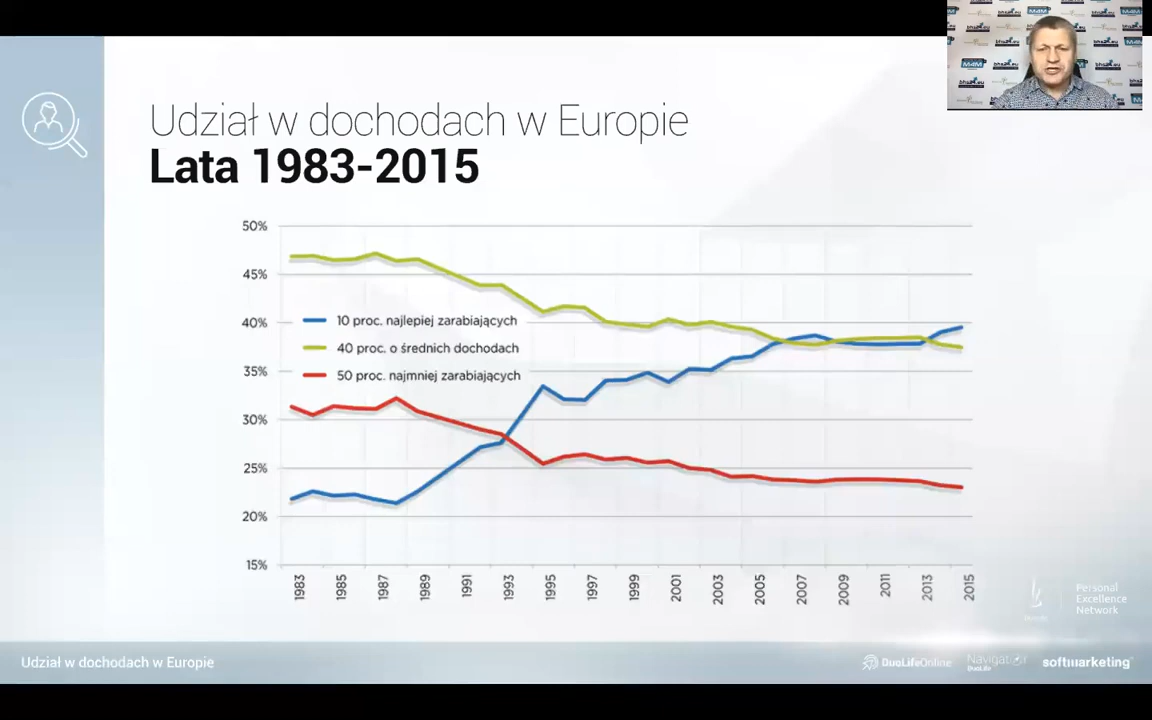 Udział w dochodach w Europie
Lata 1983-2015
50%
45%
40%
35%
30%
25%
20%
15%
10 proc. najlepiej zarabiających
40 proc. o średnich dochodach
50 proc. najmniej zarabiających
1983
1985
1987
1989
1991
1993
1995
1997
1999
2001
2003
2005
2007
2009
2011
2013
2015
Personal
Excellence
Network
Udział w dochodach w Europie
DuoLifeOnline
Navigator
DuoLife
softmarketing